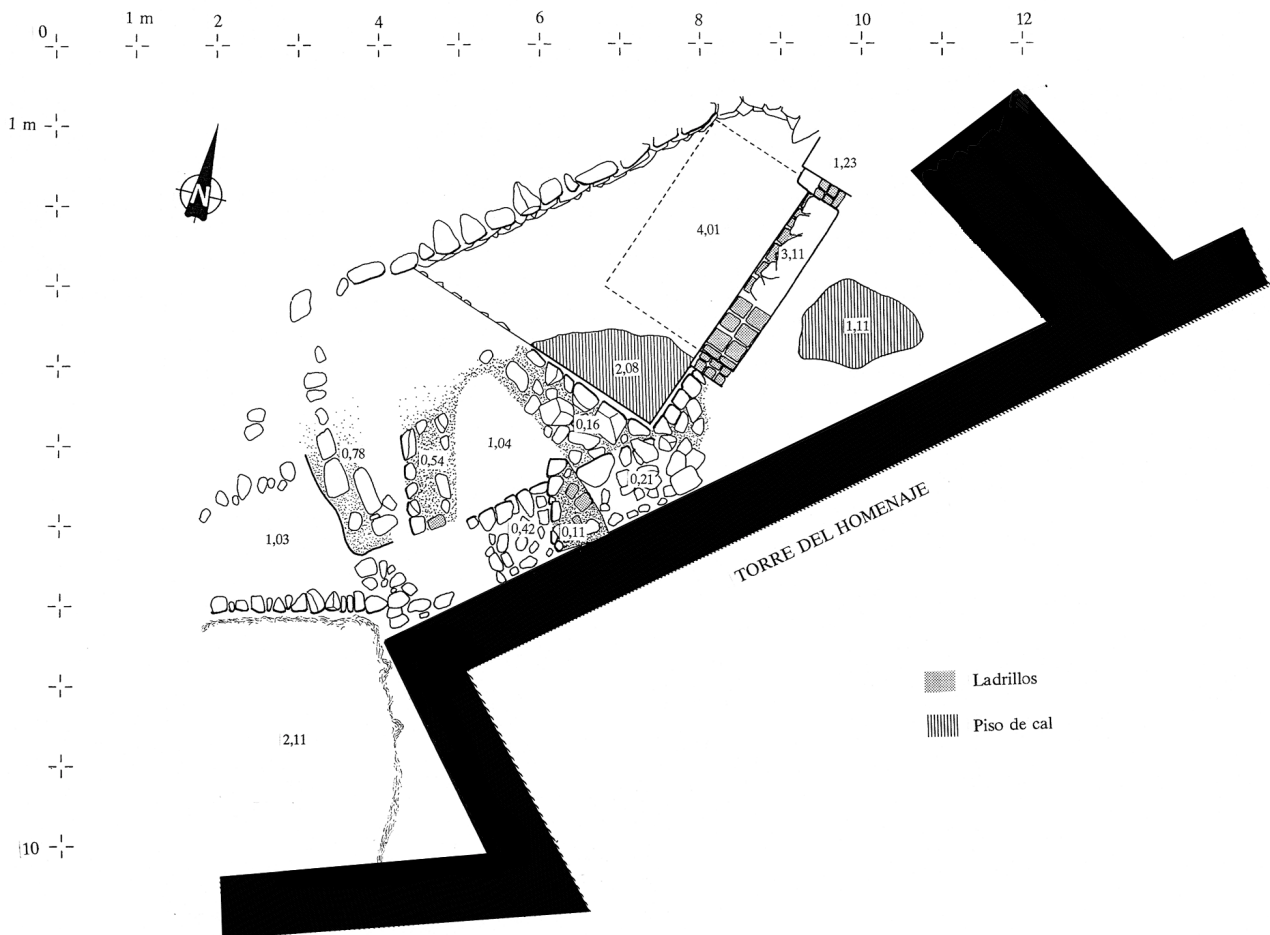 0 1 m 2 4 6 8 10 12
1 m
N
1,23
4,01
3,11
1,11
2,08
0,16
1,04
0,78
0,54
0,21
0,42
0,11
1,03
TORRE DEL HOMENAJE
Ladrillos
Piso de cal
2,11
10